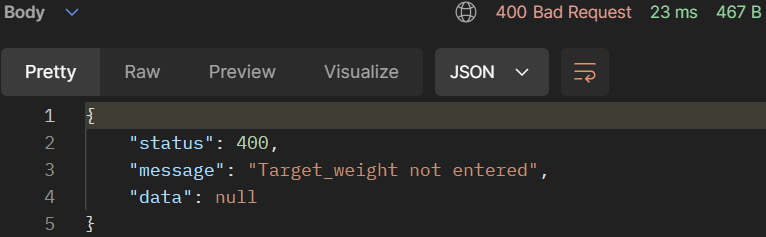 Body 400 Bad Request 23 ms 467 B
Pretty Raw Preview Visualize JSON
1 {
2 "status": 400,
3 "message": "Target_weight not entered",
4 "data": null
5 }